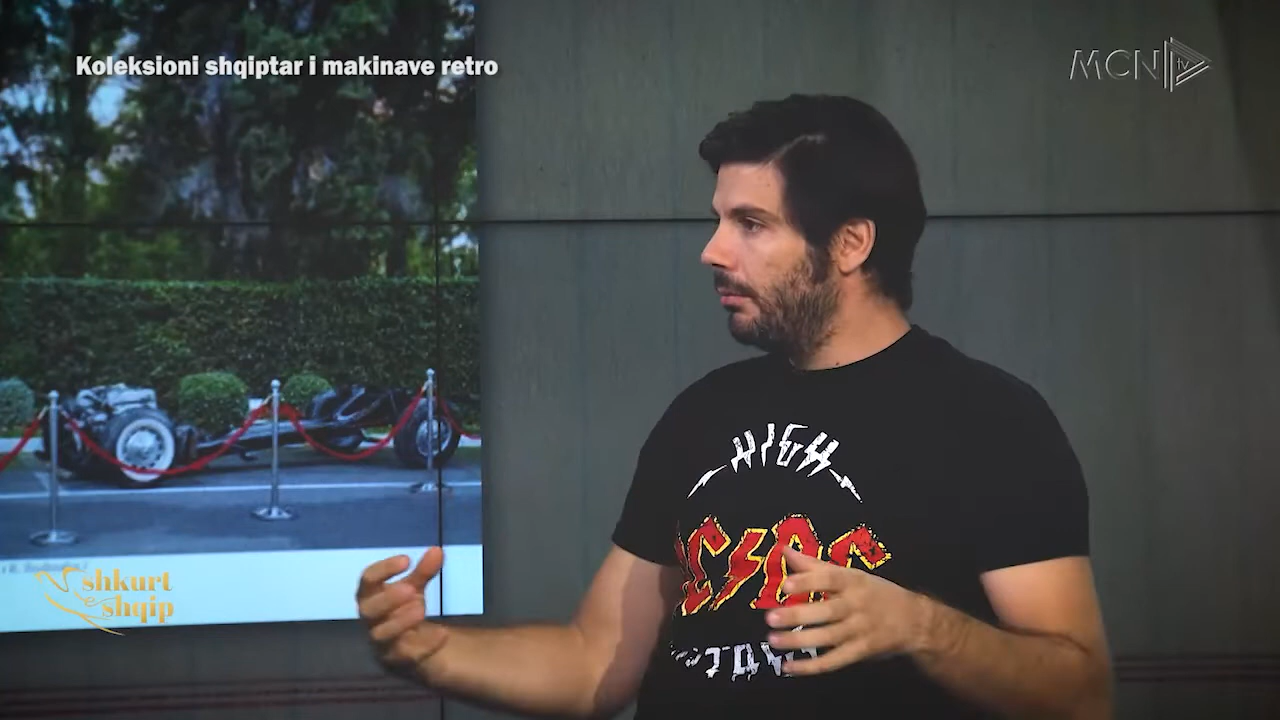 Koleksioni shqiptar i makinave retro
MCN tv
HIGH
AC/DC
shkurt
shqip